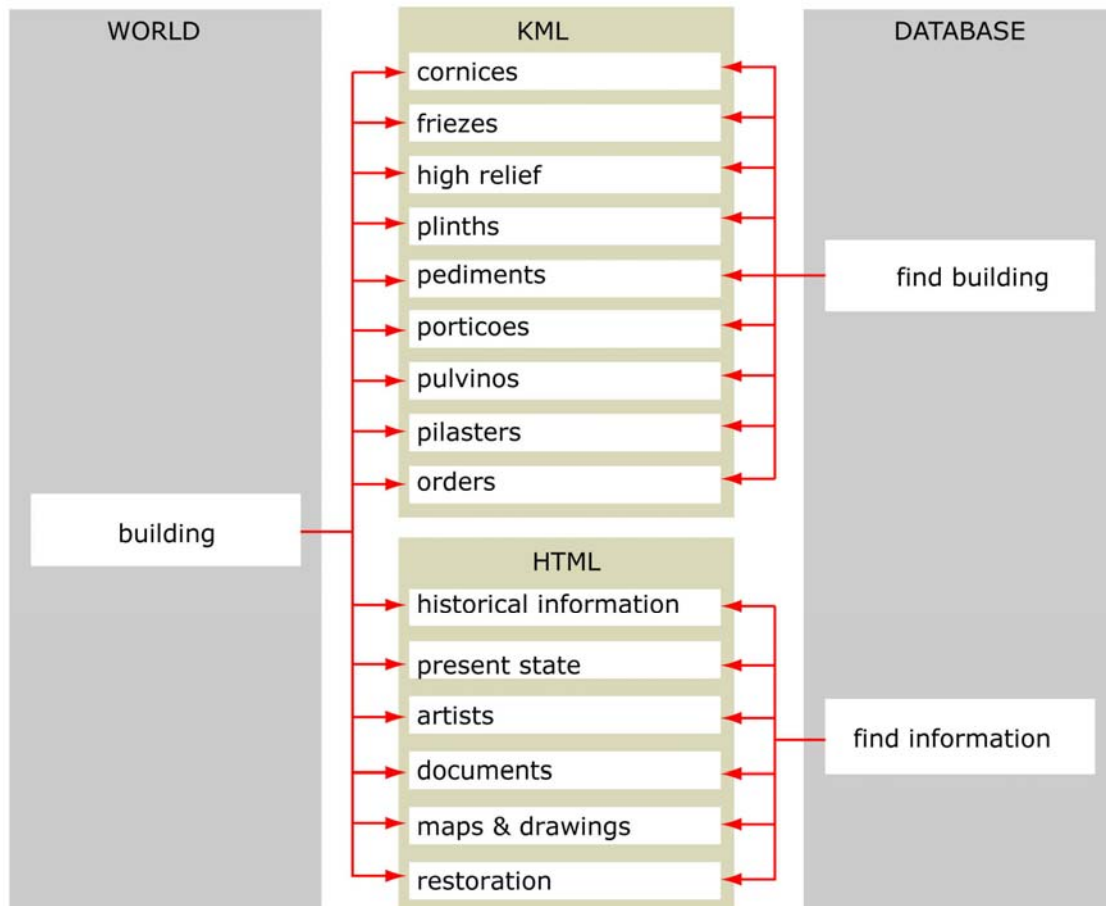 WORLD
building
KML
cornices
friezes
high relief
plinths
pediments
porticoes
pulvinos
pilasters
orders
HTML
historical information
present state
artists
documents
maps & drawings
restoration
DATABASE
find building
find information